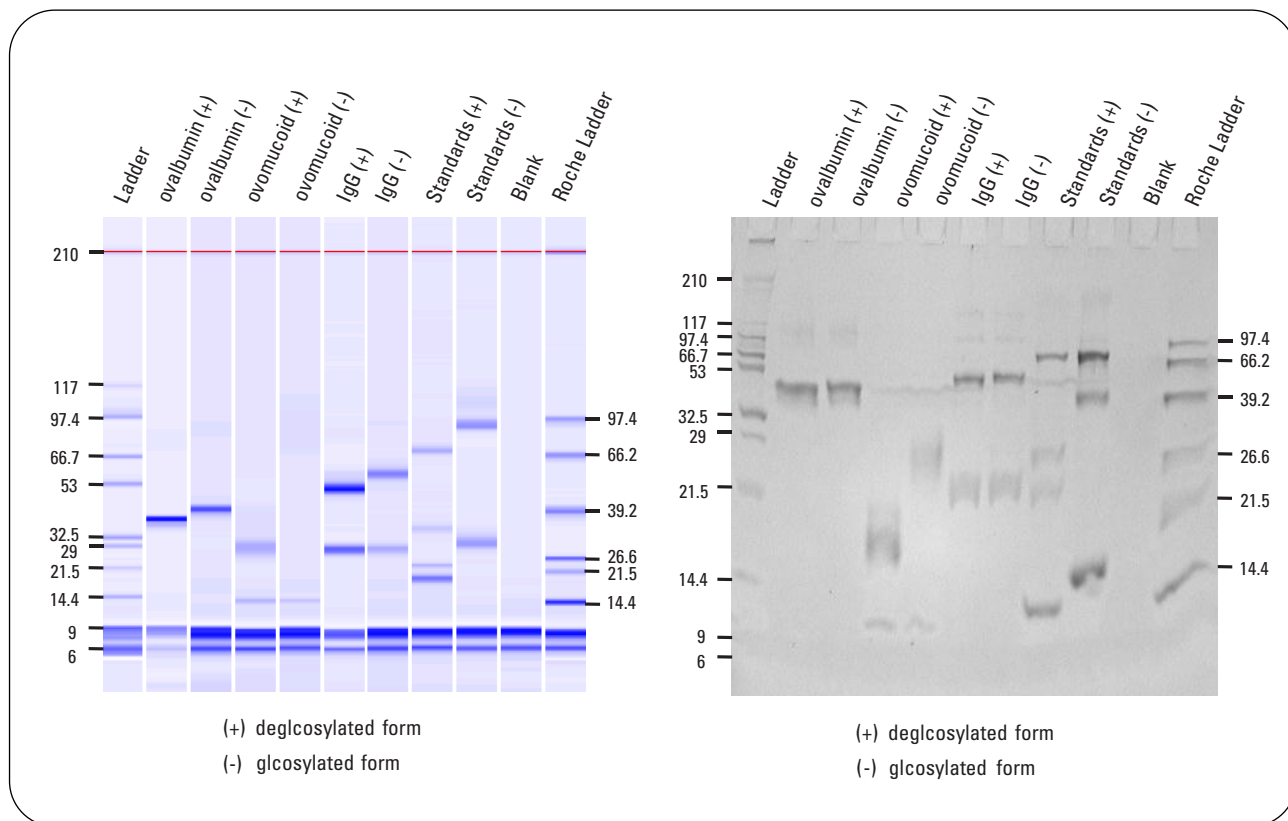 Ladder
ovalbumin (+)
ovalbumin (-)
ovomucoid (+)
ovomucoid (-)
IgG (+)
IgG (-)
Standards (+)
Standards (-)
Blank
Roche Ladder
210
117
97.4
66.7
53
32.5
29
21.5
14.4
9
6
97.4
66.2
39.2
26.6
21.5
14.4
(+) deglcosylated form
(-) glcosylated form
Ladder
ovalbumin (+)
ovalbumin (-)
ovomucoid (+)
ovomucoid (-)
IgG (+)
IgG (-)
Standards (+)
Standards (-)
Blank
Roche Ladder
210
117
97.4
66.7
53
32.5
29
21.5
14.4
9
6
97.4
66.2
39.2
26.6
21.5
14.4
(+) deglcosylated form
(-) glcosylated form